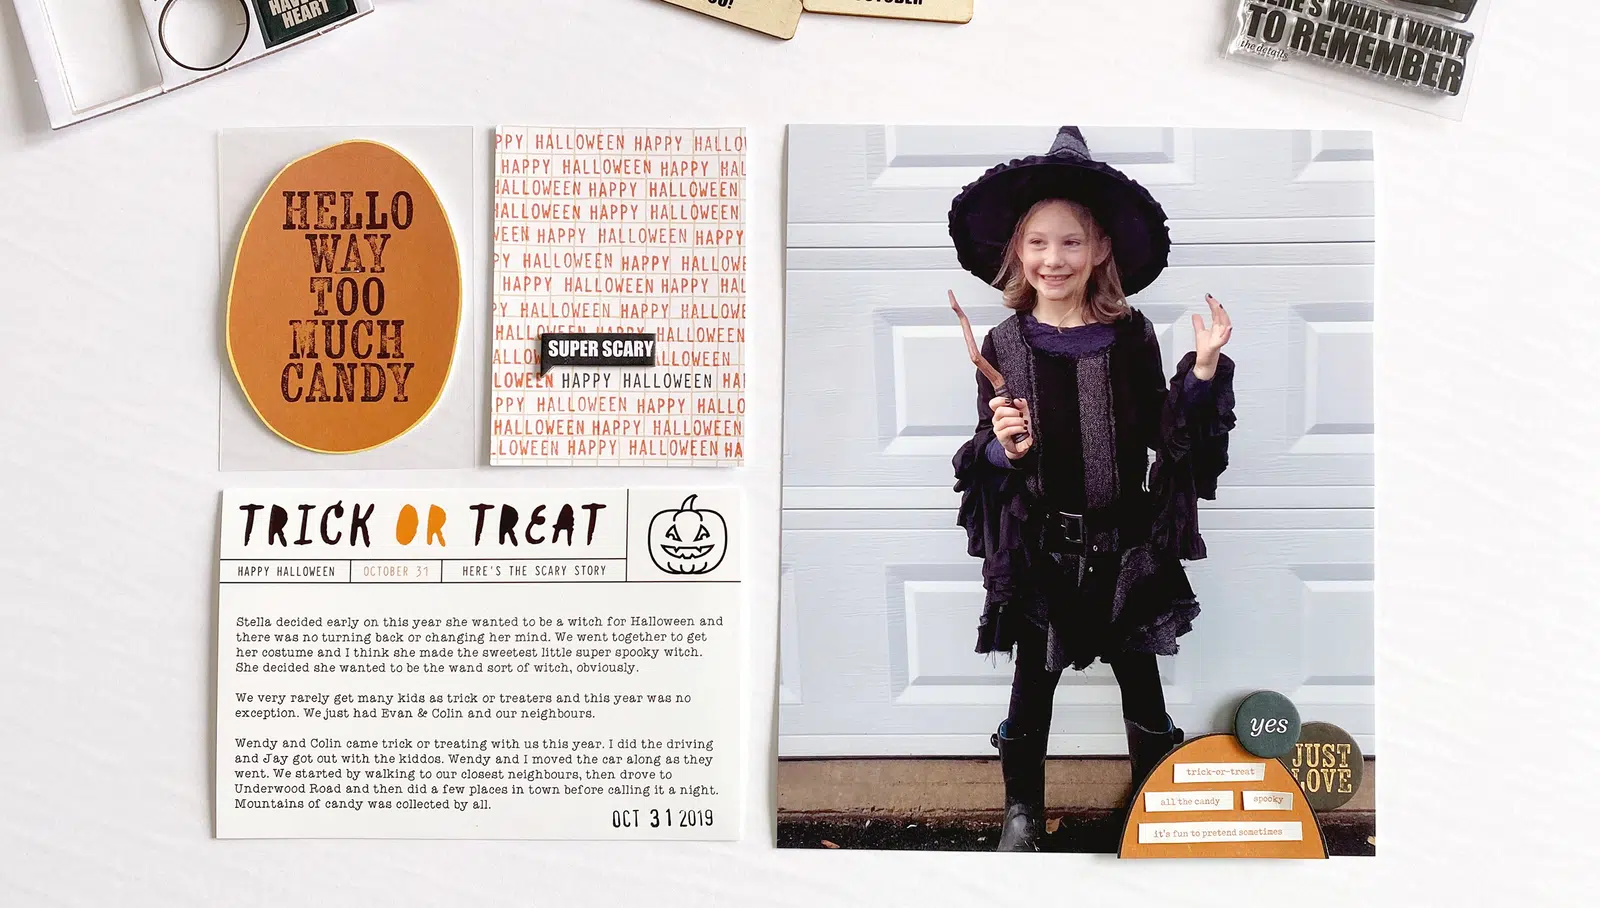 HAVE
HEART
OCTOBER
HERE'S WHAT I WANT
TO REMEMBER
the details
HELLO
WAY
TOO
MUCH
CANDY
PPY HALLOWEEN HAPPY HALLO
HAPPY HALLOWEEN HAPPY HAL
HALLOWEEN HAPPY HALLOWEEN
HALLOWEEN HAPPY HALLOWEEN
WEEN HAPPY HALLOWEEN HAPPY
PY HALLOWEEN HAPPY HALLOWE
HAPPY HALLOWEEN HAPPY HAL
HALLOWEEN HAPPY HALLOWE
HALLOWEEN HAPPY HALLOWEEN
SUPER SCARY
HALLOWEEN
LOWEEN HAPPY HALLOWEEN HA
PPY HALLOWEEN HAPPY HALLO
HALLOWEEN HAPPY HALLOWEEN
LLOWEEN HAPPY HALLOWEEN HA
TRICK OR TREAT
HAPPY HALLOWEEN OCTOBER 31 HERE'S THE SCARY STORY
Stella decided early on this year she wanted to be a witch for Halloween and
there was no turning back or changing her mind. We went together to get
her costume and I think she made the sweetest little super spooky witch.
She decided she wanted to be the wand sort of witch, obviously.
We very rarely get many kids as trick or treaters and this year was no
exception. We just had Evan & Colin and our neighbours.
Wendy and Colin came trick or treating with us this year. I did the driving
and Jay got out with the kiddos. Wendy and I moved the car along as they
went. We started by walking to our closest neighbours, then drove to
Underwood Road and then did a few places in town before calling it a night.
Mountains of candy was collected by all.
OCT 31 2019
yes
JUST
LOVE
trick-or-treat
all the candy spooky
it's fun to pretend sometimes